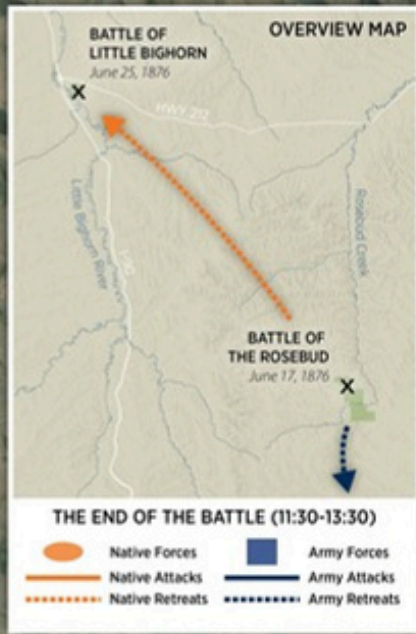 OVERVIEW MAP
BATTLE OF
LITTLE BIGHORN
June 25, 1876
HWY 212
Little Bighorn River
I-90
Rosebud Creek
BATTLE OF
THE ROSEBUD
June 17, 1876
THE END OF THE BATTLE (11:30-13:30)
Native Forces
Army Forces
Native Attacks
Army Attacks
Native Retreats
Army Retreats